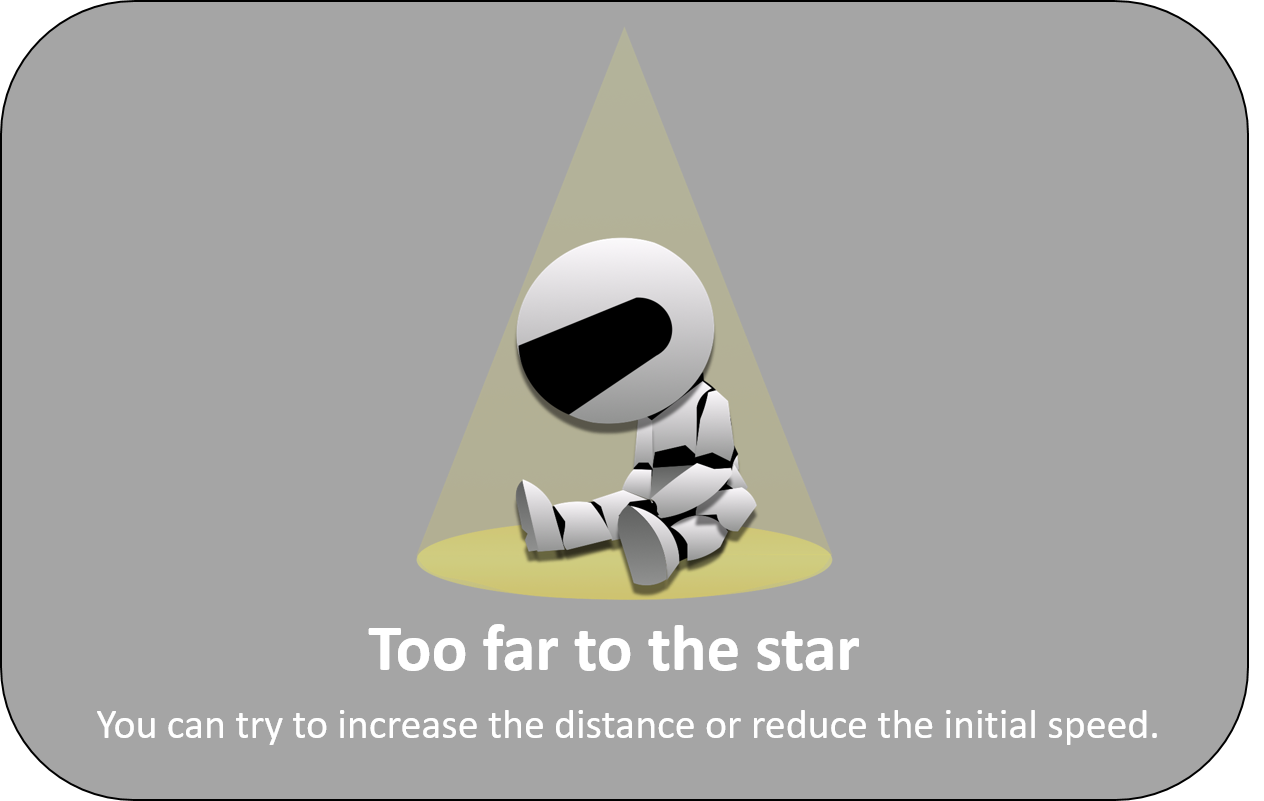 Too far to the star
You can try to increase the distance or reduce the initial speed.